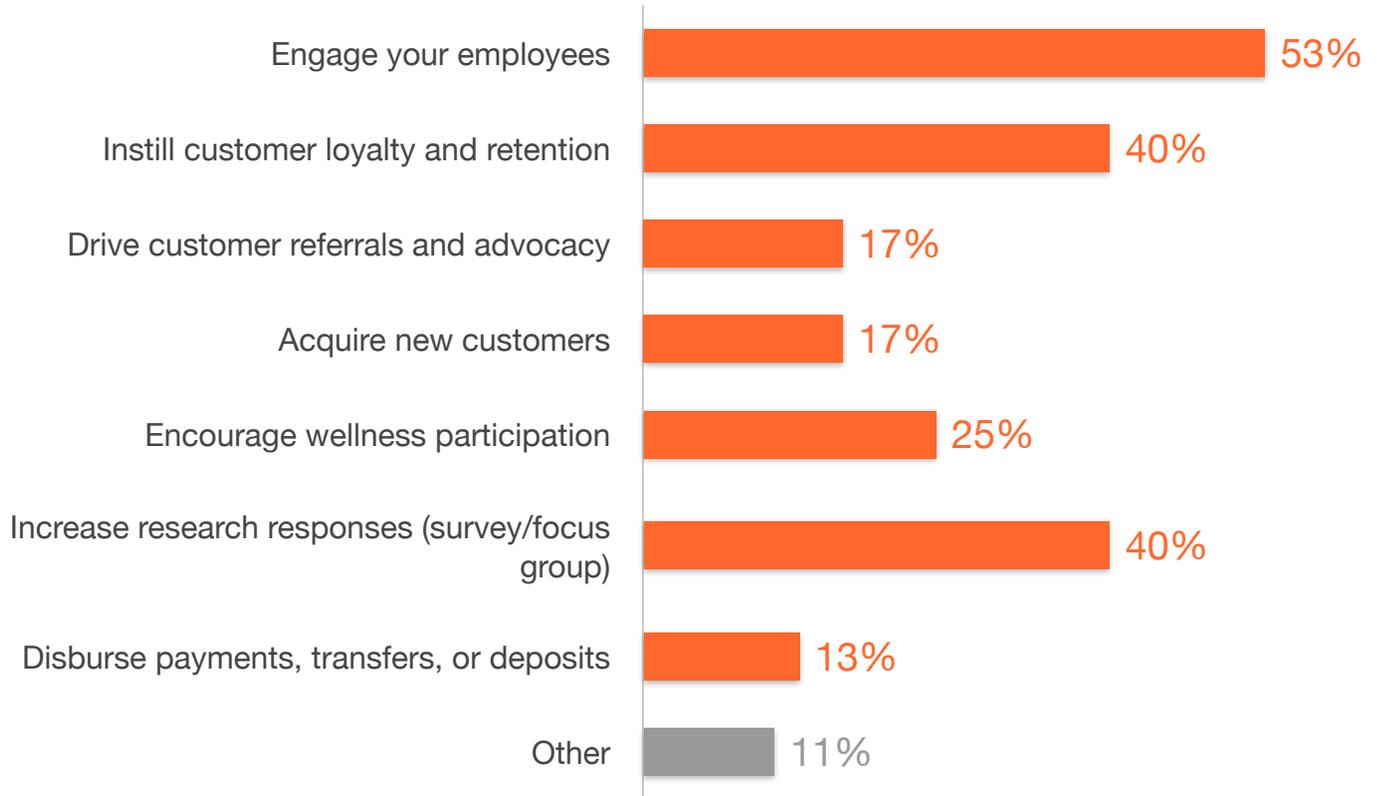 Engage your employees 53%
Instill customer loyalty and retention 40%
Drive customer referrals and advocacy 17%
Acquire new customers 17%
Encourage wellness participation 25%
Increase research responses (survey/focus
group) 40%
Disburse payments, transfers, or deposits 13%
Other 11%